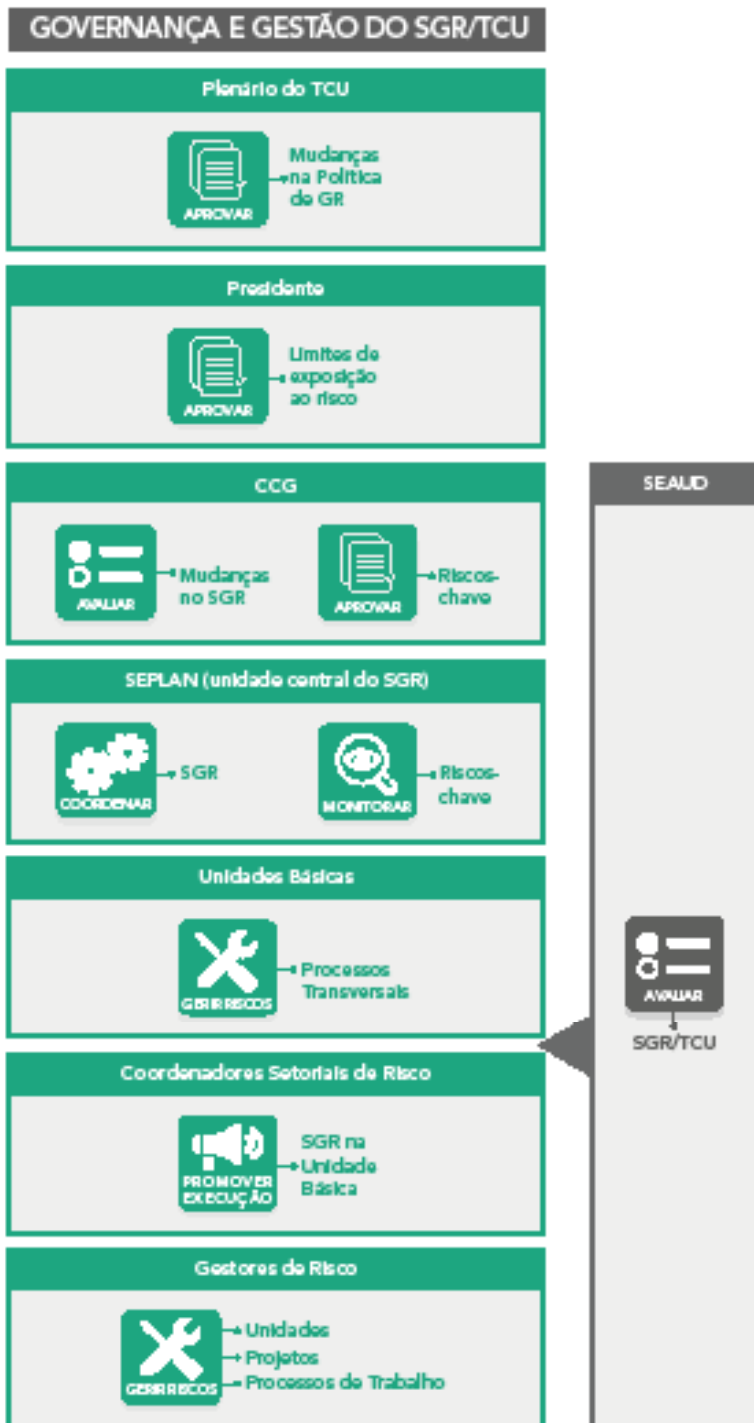 GOVERNANÇA E GESTÃO DO SGR/TCU
Plenário do TCU
APROVAR
Mudanças
na Política
de GR
Presidente
APROVAR
Limites de
exposição
ao risco
CCG
AVALIAR
Mudanças
no SGR
APROVAR
Riscos-
chave
SEPLAN (unidade central do SGR)
COORDENAR
SGR
MONITORAR
Riscos-
chave
Unidades Básicas
GERIR RISCOS
Processos
Transversais
Coordenadores Setoriais de Risco
PROMOVER
EXECUÇÃO
SGR na
Unidade
Básica
Gestores de Risco
GERIR RISCOS
Unidades
Projetos
Processos de Trabalho
SEAUD
AVALIAR
SGR/TCU